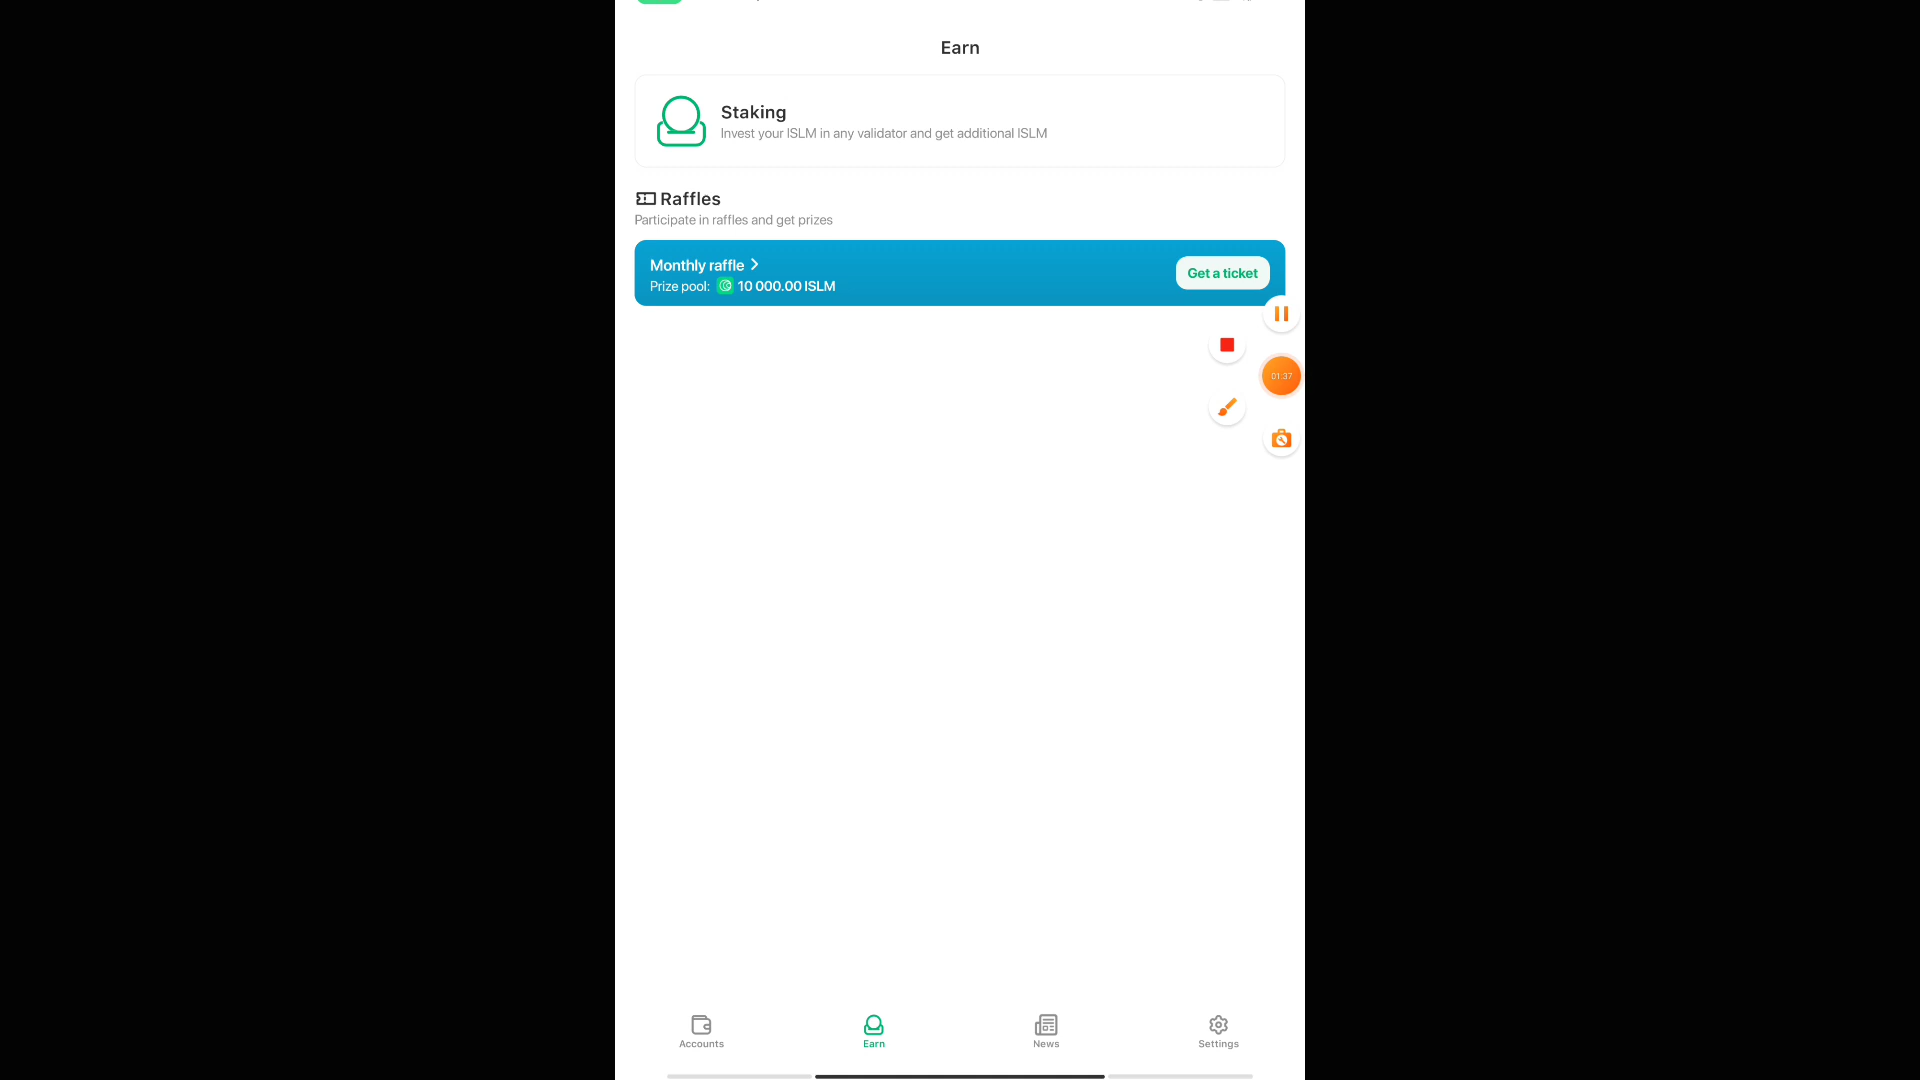 Earn
Staking
Invest your ISLM in any validator and get additional ISLM
Raffles
Participate in raffles and get prizes
Monthly raffle
Get a ticket
Prize pool: 10 000.00 ISLM
01:37
Accounts
Earn
News
Settings